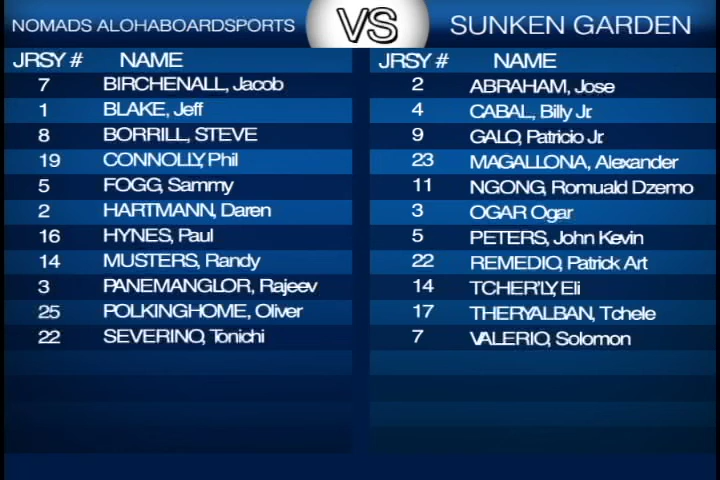 NOMADS ALOHABOARDSPORTS VS SUNKEN GARDEN
JRSY # NAME JRSY # NAME
7 BIRCHENALL, Jacob 2 ABRAHAM, Jose
1 BLAKE, Jeff 4 CABAL, Billy Jr.
8 BORRILL, STEVE 9 GALO, Patricio Jr.
19 CONNOLLY, Phil 23 MAGALLONA, Alexander
5 FOGG, Sammy 11 NGONG, Romuald Dzemo
2 HARTMANN, Daren 3 OGAR Ogar
16 HYNES, Paul 5 PETERS, John Kevin
14 MUSTERS, Randy 22 REMEDIO, Patrick Art
3 PANEMANGLOR, Rajeev 14 TCHER'LY, Eli
25 POLKINGHOME, Oliver 17 THERYALBAN, Tchele
22 SEVERINO, Tonichi 7 VALERIO, Solomon